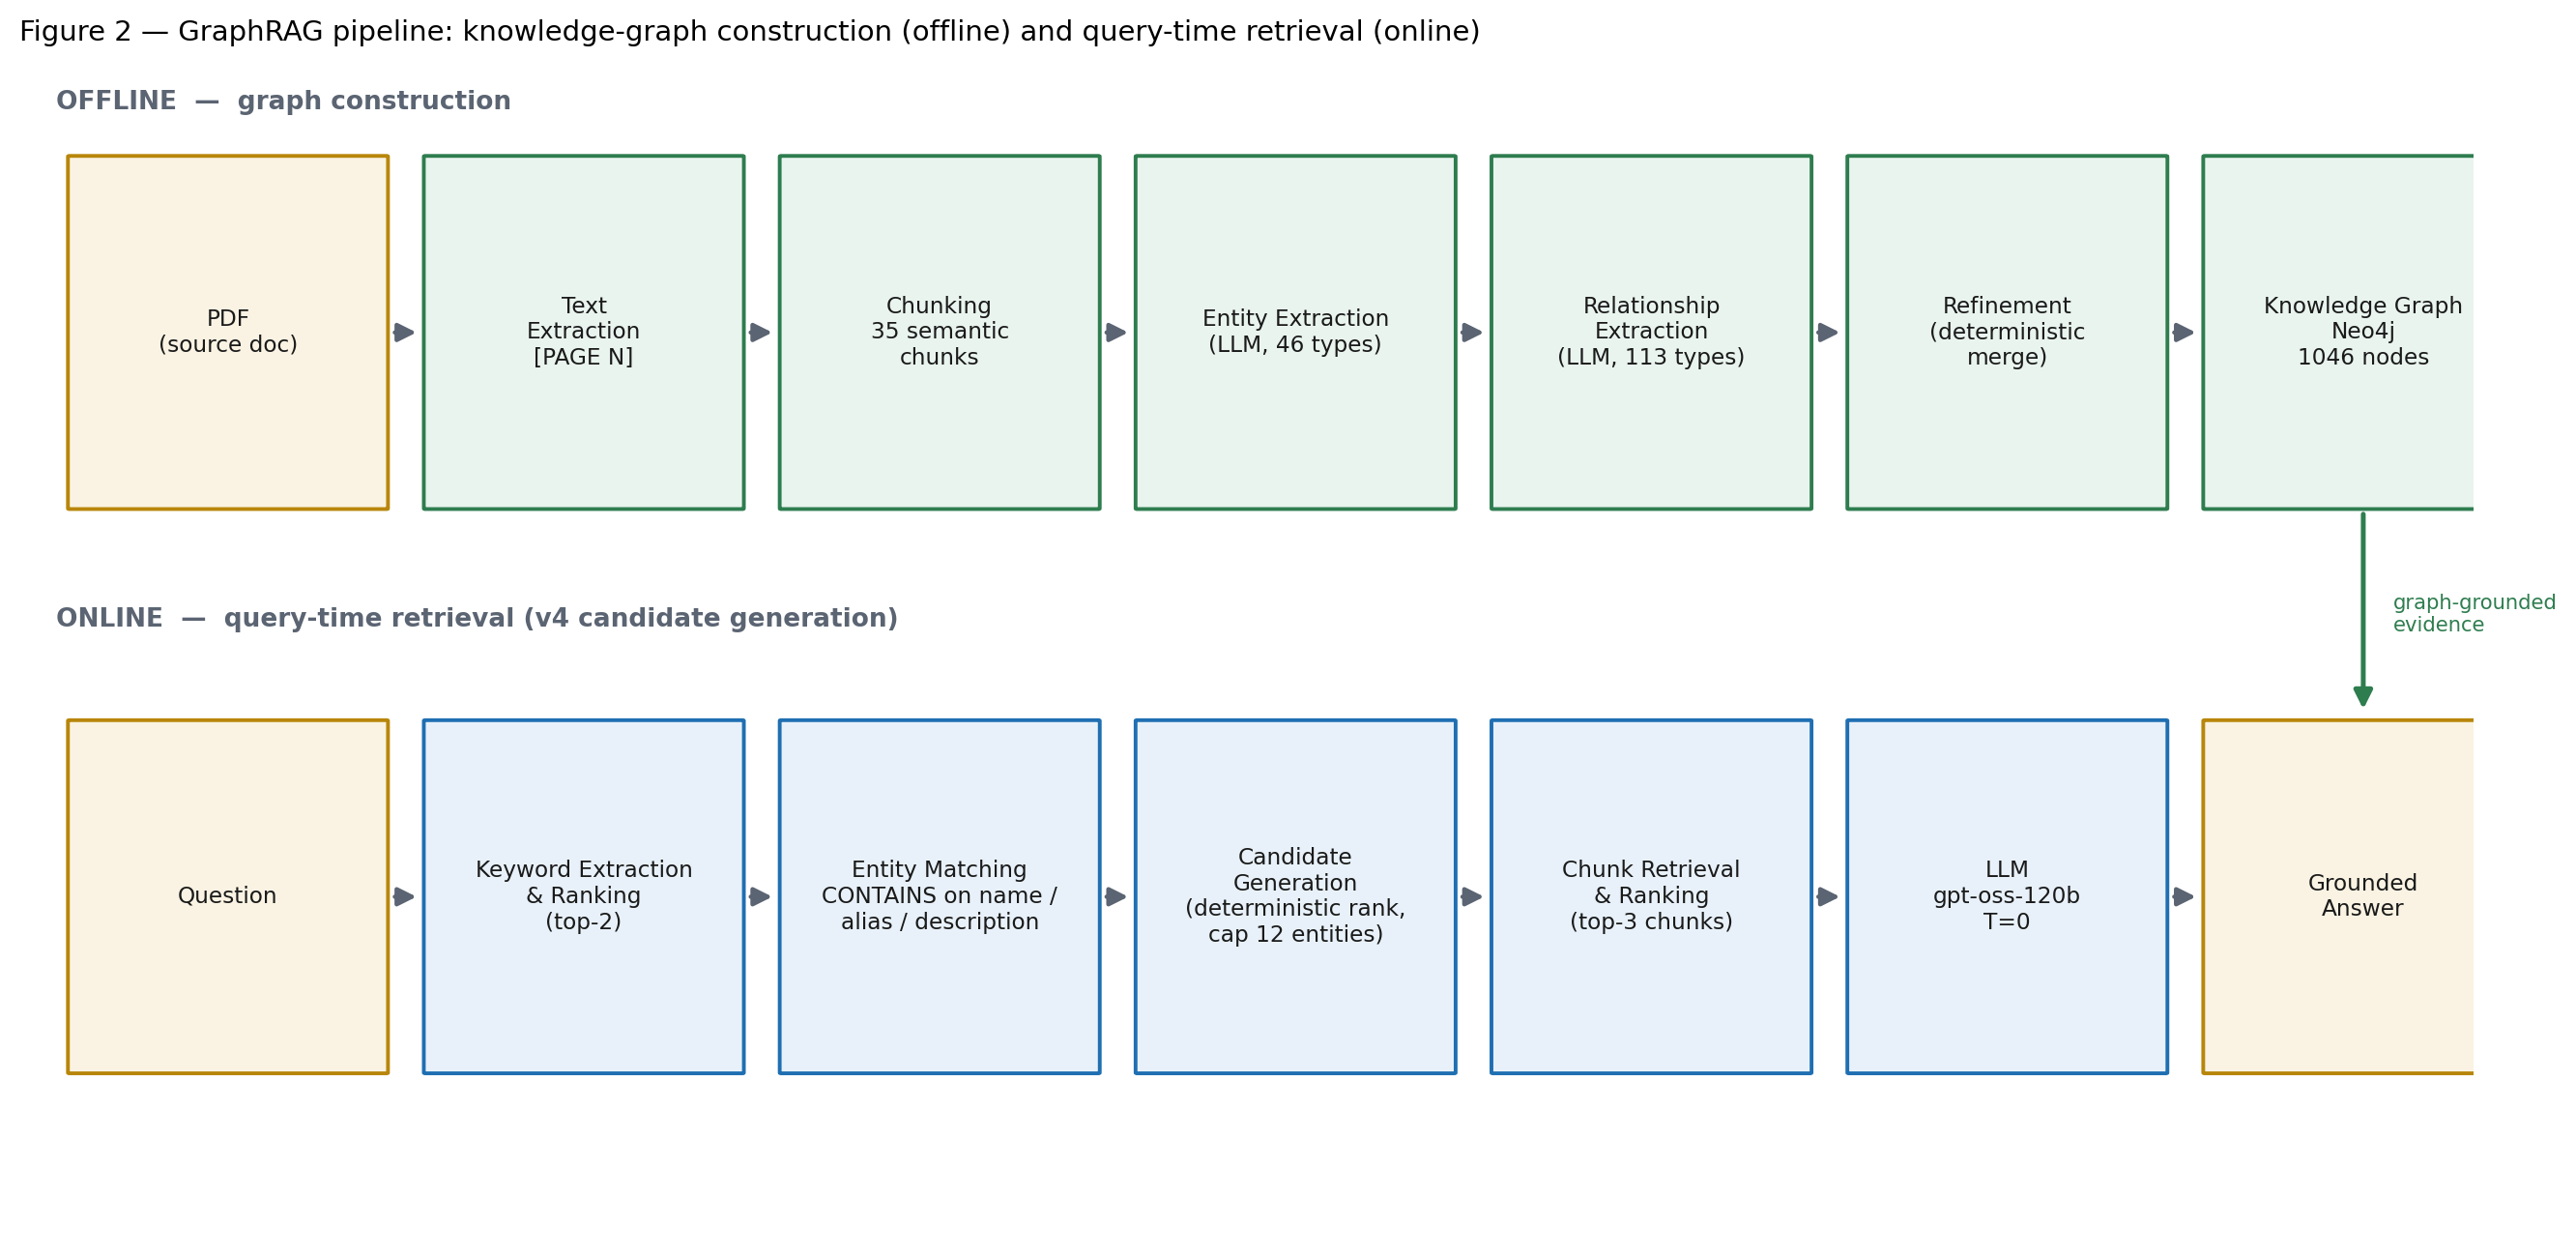 Figure 2 — GraphRAG pipeline: knowledge-graph construction (offline) and query-time retrieval (online)
OFFLINE — graph construction
PDF
(source doc)
Text
Extraction
[PAGE N]
Chunking
35 semantic
chunks
Entity Extraction
(LLM, 46 types)
Relationship
Extraction
(LLM, 113 types)
Refinement
(deterministic
merge)
Knowledge Graph
Neo4j
1046 nodes
graph-grounded
evidence
ONLINE — query-time retrieval (v4 candidate generation)
Question
Keyword Extraction
& Ranking
(top-2)
Entity Matching
CONTAINS on name /
alias / description
Candidate
Generation
(deterministic rank,
cap 12 entities)
Chunk Retrieval
& Ranking
(top-3 chunks)
LLM
gpt-oss-120b
T=0
Grounded
Answer